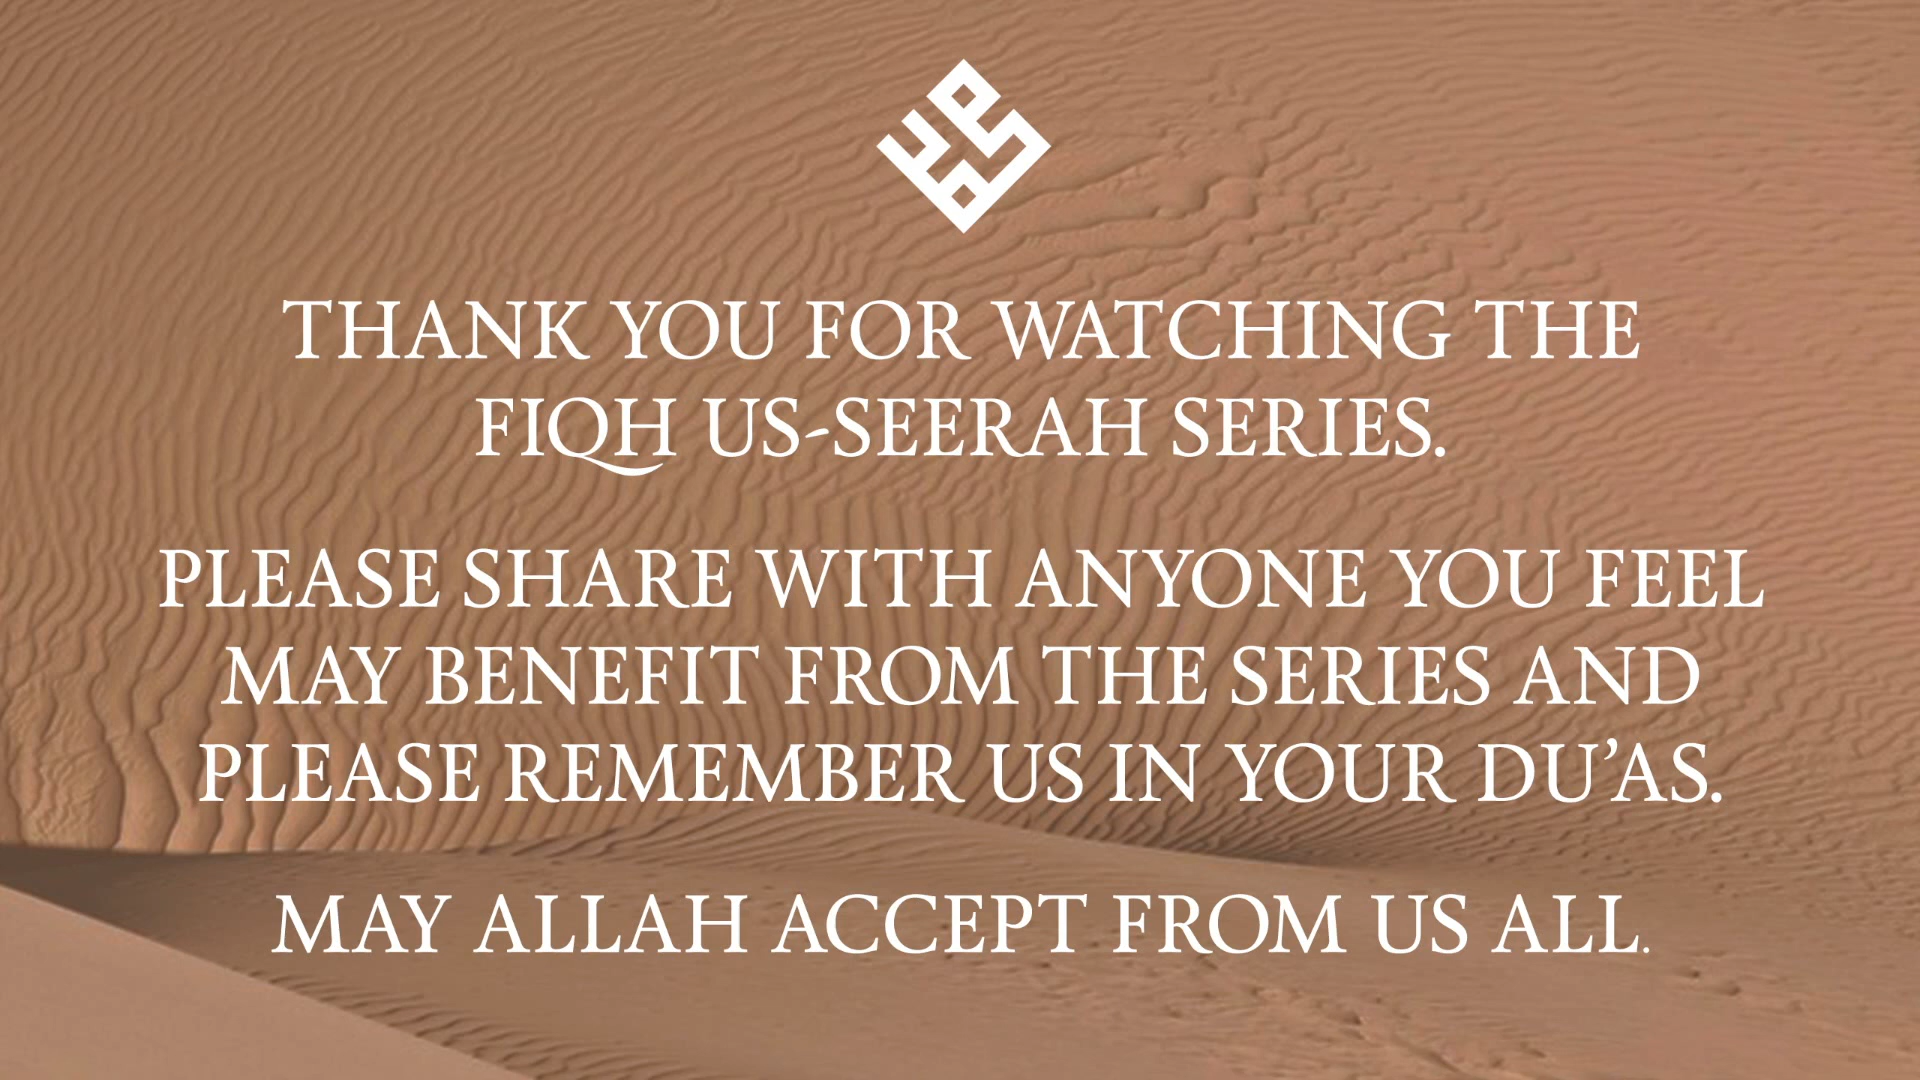 THANK YOU FOR WATCHING THE
FIQH US-SEERAH SERIES.
PLEASE SHARE WITH ANYONE YOU FEEL
MAY BENEFIT FROM THE SERIES AND
PLEASE REMEMBER US IN YOUR DU’AS.
MAY ALLAH ACCEPT FROM US ALL.